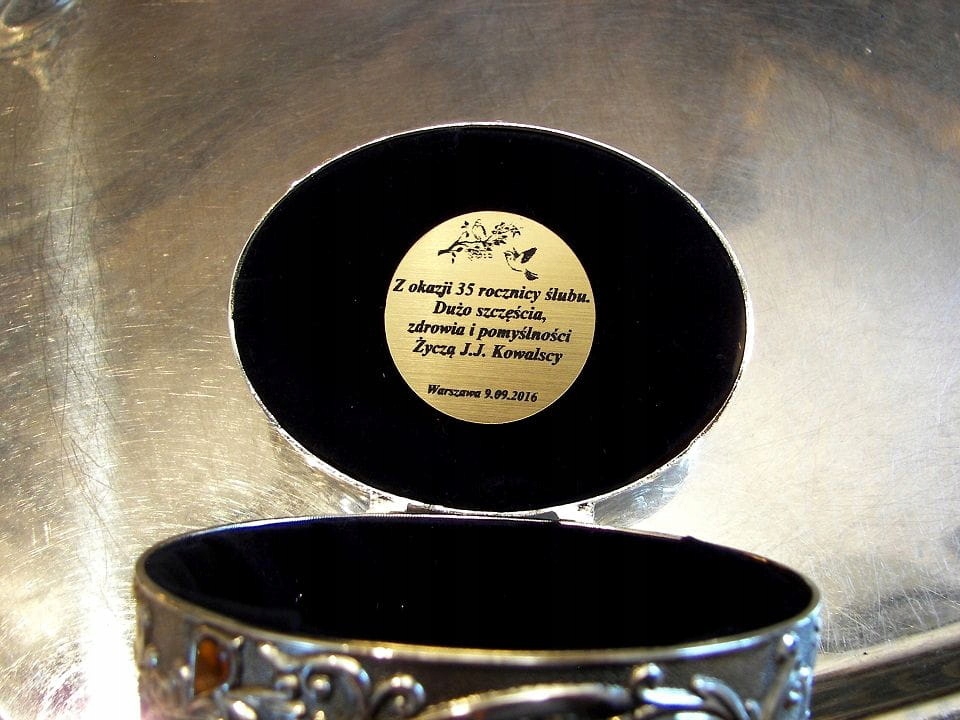 Z okazji 35 rocznicy ślubu.
Dużo szczęścia,
zdrowia i pomyślności
Życzą J.J. Kowalscy
Warszawa 9.09.2016